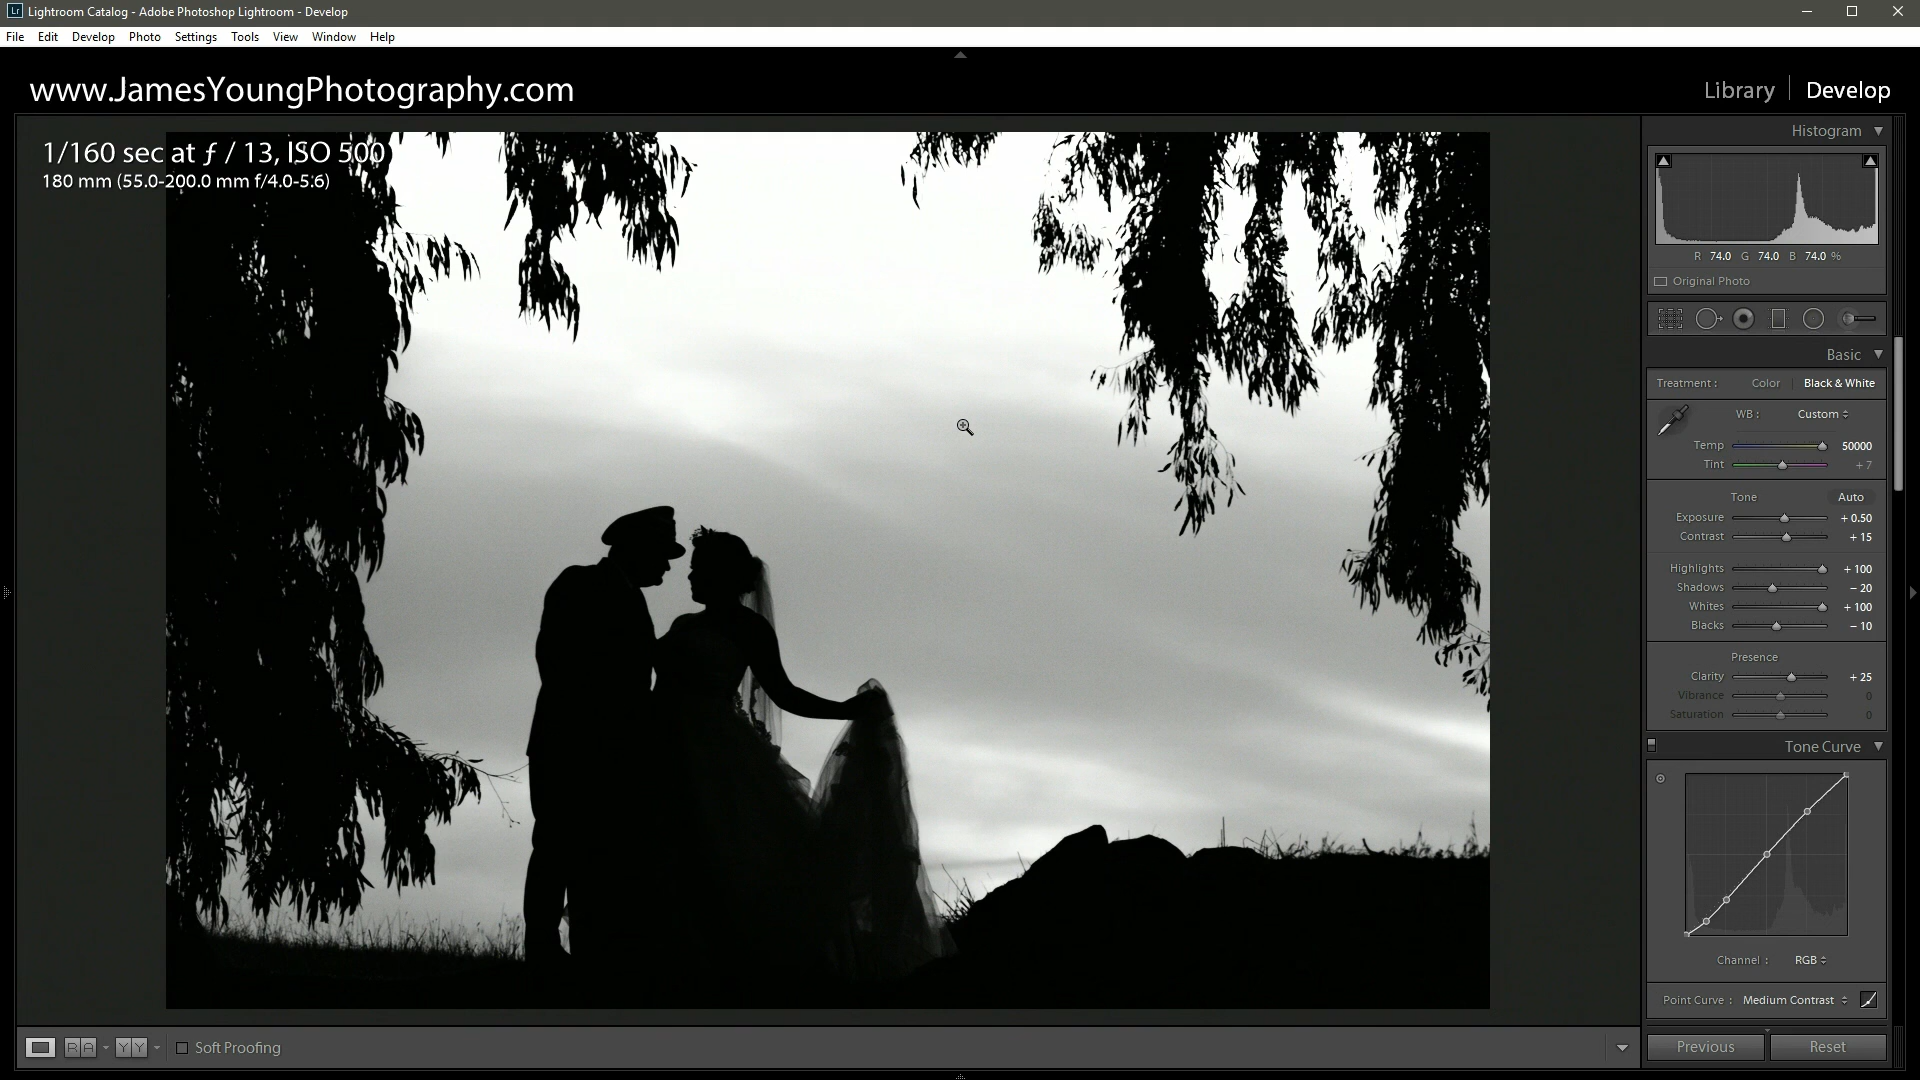 Lightroom Catalog - Adobe Photoshop Lightroom - Develop
File Edit Develop Photo Settings Tools View Window Help
www.JamesYoungPhotography.com
Library | Develop
1/160 sec at ƒ / 13, ISO 500
180 mm (55.0-200.0 mm f/4.0-5.6)
Histogram
R 74.0 G 74.0 B 74.0 %
Original Photo
Basic
Treatment : Color Black & White
WB : Custom
Temp 50000
Tint + 7
Tone Auto
Exposure + 0.50
Contrast + 15
Highlights + 100
Shadows − 20
Whites + 100
Blacks − 10
Presence
Clarity + 25
Vibrance 0
Saturation 0
Tone Curve
Channel : RGB
Point Curve : Medium Contrast
R A Y Y Soft Proofing
Previous Reset